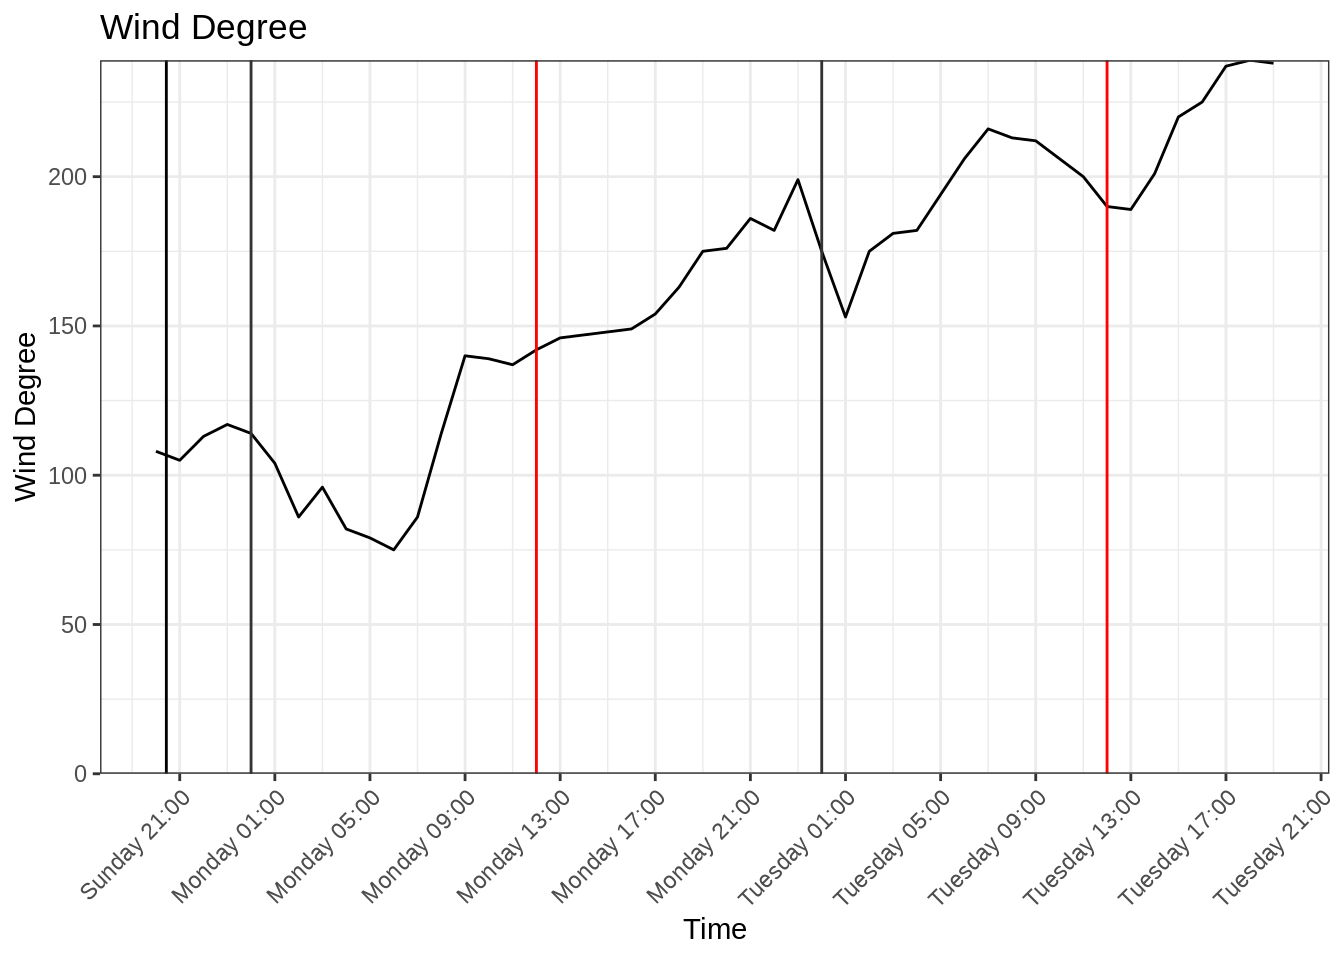 Wind Degree
Wind Degree
200
150
100
50
0
Sunday 21:00
Monday 01:00
Monday 05:00
Monday 09:00
Monday 13:00
Monday 17:00
Monday 21:00
Tuesday 01:00
Tuesday 05:00
Tuesday 09:00
Tuesday 13:00
Tuesday 17:00
Tuesday 21:00
Time